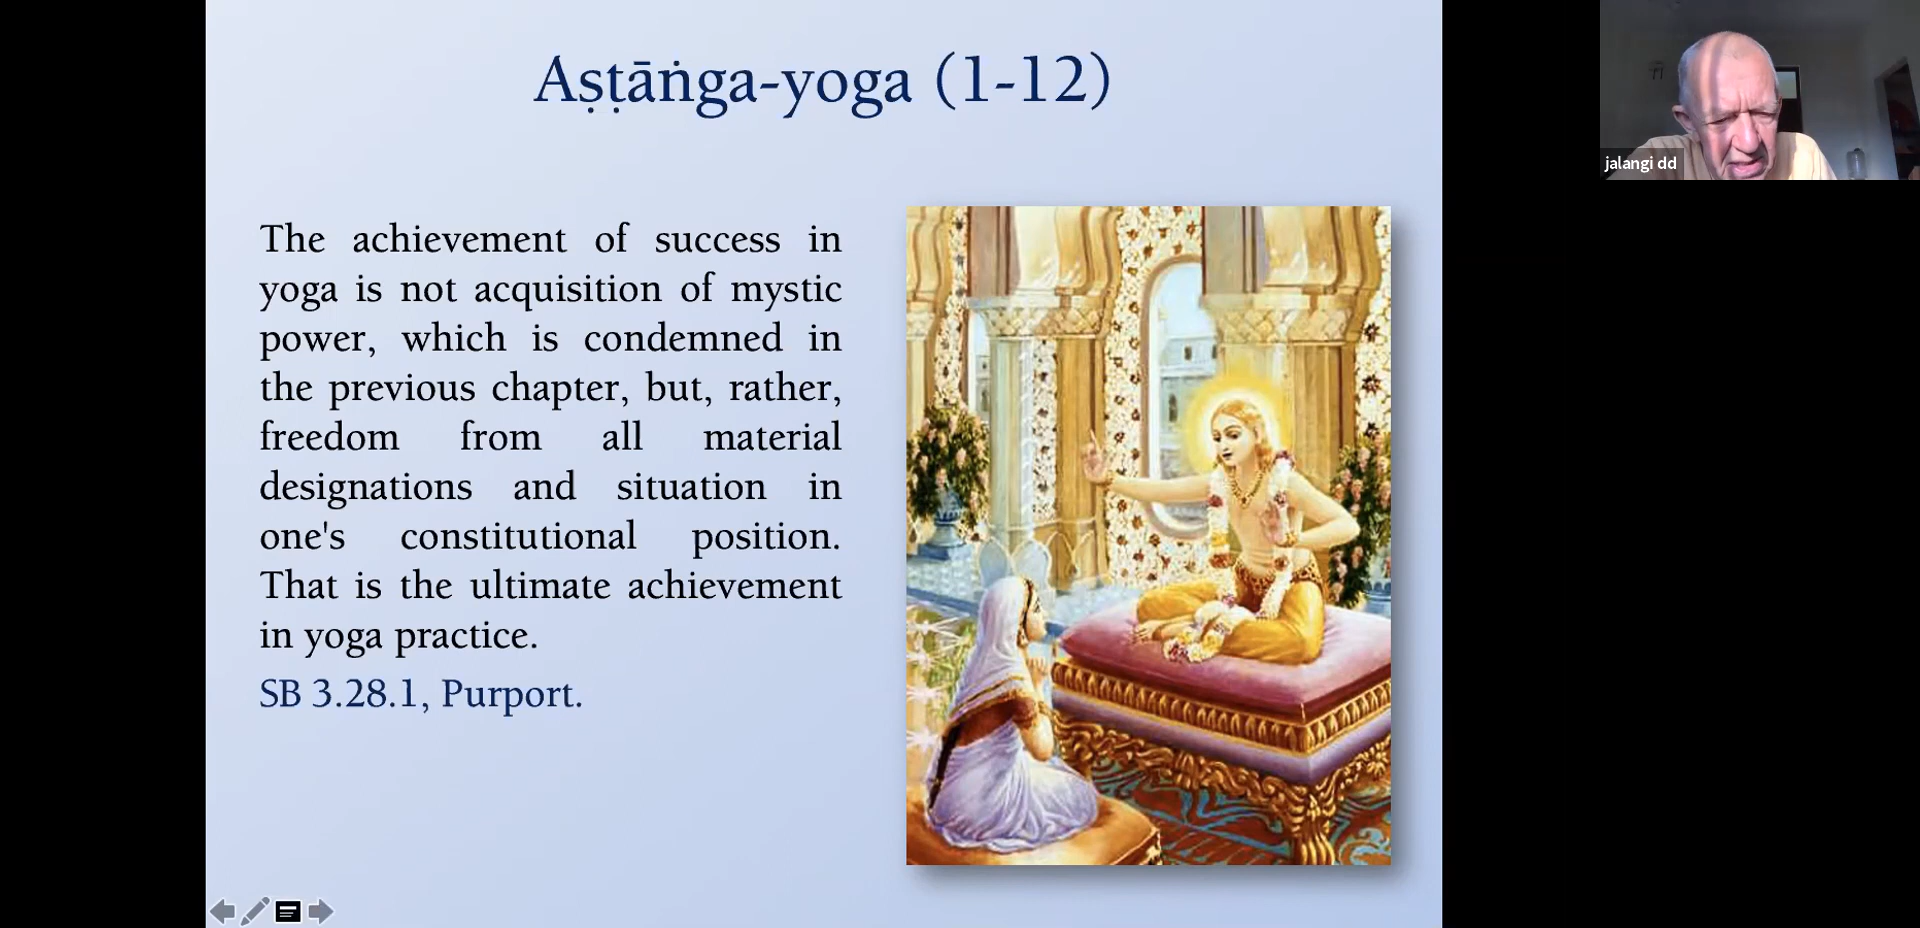 Aṣṭāṅga-yoga (1-12)
The achievement of success in
yoga is not acquisition of mystic
power, which is condemned in
the previous chapter, but, rather,
freedom from all material
designations and situation in
one's constitutional position.
That is the ultimate achievement
in yoga practice.
SB 3.28.1, Purport.
jalangi dd